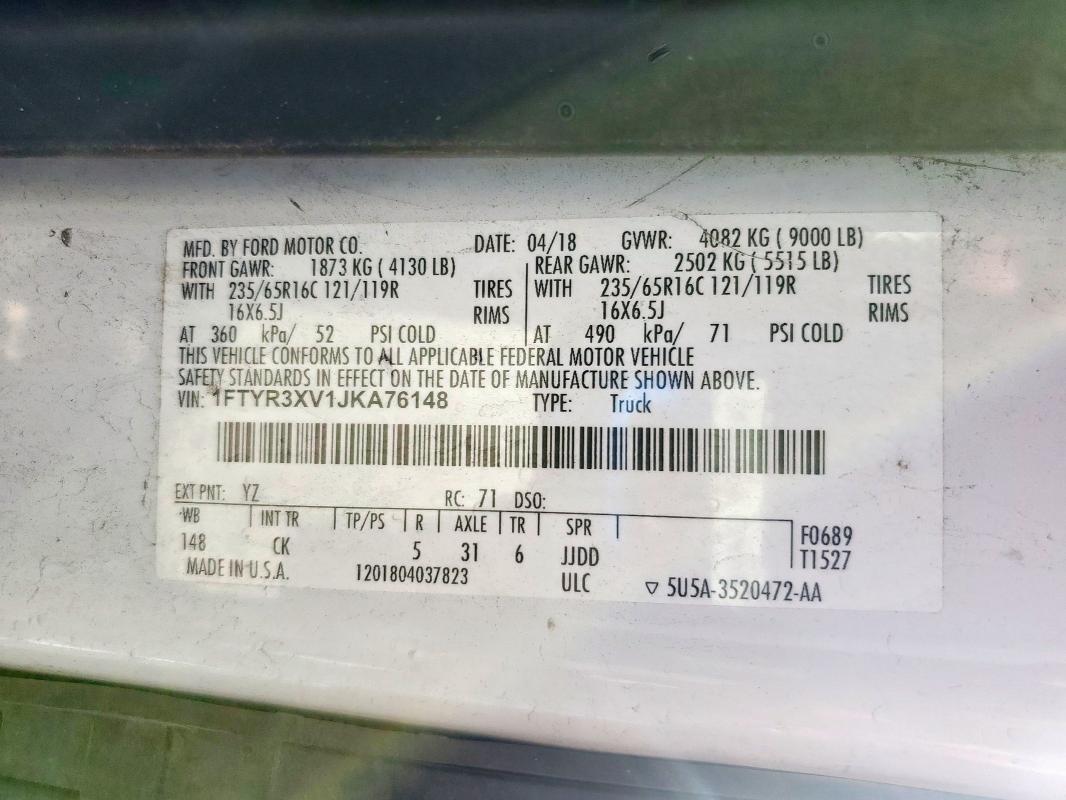 MFD. BY FORD MOTOR CO. DATE: 04/18 GVWR: 4082 KG ( 9000 LB)
FRONT GAWR: 1873 KG ( 4130 LB) REAR GAWR: 2502 KG ( 5515 LB)
WITH 235/65R16C 121/119R TIRES WITH 235/65R16C 121/119R TIRES
16X6.5J RIMS 16X6.5J RIMS
AT 360 kPa/ 52 PSI COLD AT 490 kPa/ 71 PSI COLD
THIS VEHICLE CONFORMS TO ALL APPLICABLE FEDERAL MOTOR VEHICLE
SAFETY STANDARDS IN EFFECT ON THE DATE OF MANUFACTURE SHOWN ABOVE.
VIN: 1FTYR3XV1JKA76148 TYPE: Truck
EXT PNT: YZ RC: 71 DSO:
WB INT TR TP/PS R AXLE TR SPR F0689
148 CK 5 31 6 JJDD T1527
MADE IN U.S.A. 1201804037823 ULC ▽ 5U5A-3520472-AA